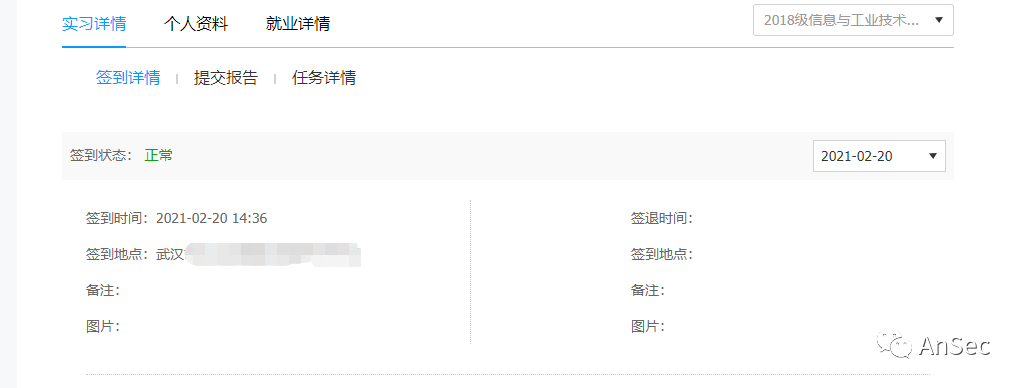 实习详情 个人资料 就业详情 2018级信息与工业技术...
签到详情 提交报告 任务详情
签到状态： 正常 2021-02-20
签到时间：2021-02-20 14:36 签退时间：
签到地点：武汉 签到地点：
备注： 备注：
图片： 图片：
AnSec